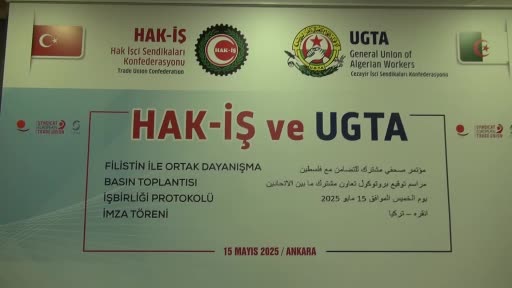 HAK-İŞ
Hak İşçi Sendikaları
Konfederasyonu
Trade Union Confederation
HAK-İŞ
UGTA
General Union of
Algerian Workers
Cezayir İşçi Sendikaları Konfederasyonu
HAK-İŞ ve UGTA
FİLİSTİN İLE ORTAK DAYANIŞMA
BASIN TOPLANTISI
İŞBİRLİĞİ PROTOKOLÜ
İMZA TÖRENİ
مؤتمر صحفي مشترك للتضامن مع فلسطين
مراسم توقيع بروتوكول تعاون مشترك ما بين الاتحادين
يوم الخميس الموافق 15 مايو 2025
انقره – تركيا
15 MAYIS 2025 / ANKARA